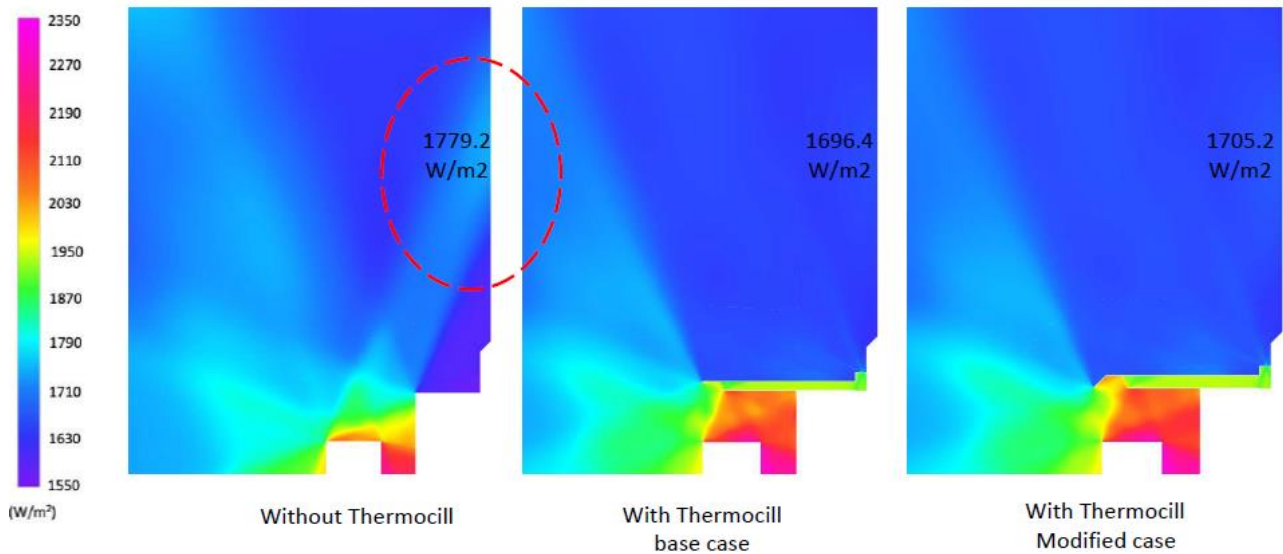 2350
2270
2190
2110
2030
1950
1870
1790
1710
1630
1550
(W/m²)
1779.2
W/m2
1696.4
W/m2
1705.2
W/m2
Without Thermocill
With Thermocill
base case
With Thermocill
Modified case